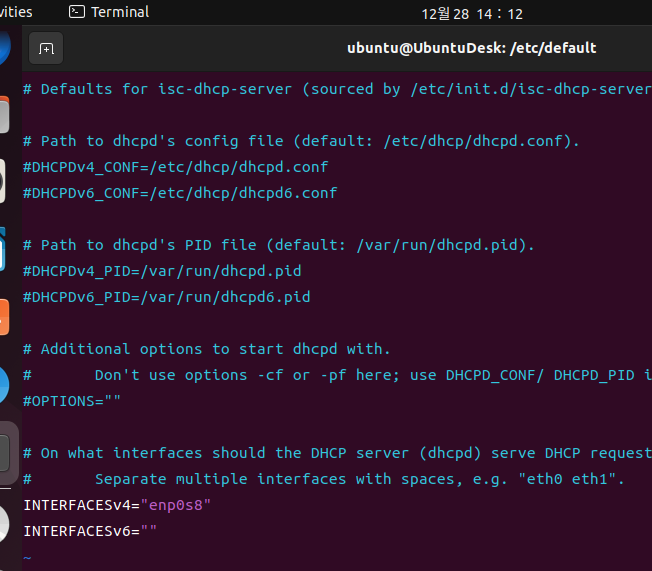 vities Terminal 12월 28 14 : 12
ubuntu@UbuntuDesk: /etc/default
# Defaults for isc-dhcp-server (sourced by /etc/init.d/isc-dhcp-server
# Path to dhcpd's config file (default: /etc/dhcp/dhcpd.conf).
#DHCPDv4_CONF=/etc/dhcp/dhcpd.conf
#DHCPDv6_CONF=/etc/dhcp/dhcpd6.conf
# Path to dhcpd's PID file (default: /var/run/dhcpd.pid).
#DHCPDv4_PID=/var/run/dhcpd.pid
#DHCPDv6_PID=/var/run/dhcpd6.pid
# Additional options to start dhcpd with.
#       Don't use options -cf or -pf here; use DHCPD_CONF/ DHCPD_PID i
#OPTIONS=""
# On what interfaces should the DHCP server (dhcpd) serve DHCP request
#       Separate multiple interfaces with spaces, e.g. "eth0 eth1".
INTERFACESv4="enp0s8"
INTERFACESv6=""
~